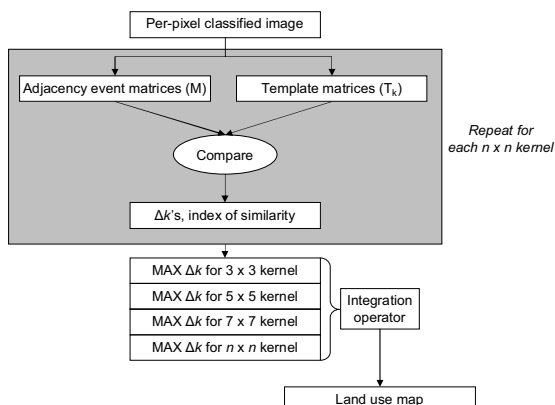 Per-pixel classified image
Adjacency event matrices (M)
Template matrices (Tk)
Compare
Repeat for
each n x n kernel
Δk's, index of similarity
MAX Δk for 3 x 3 kernel
MAX Δk for 5 x 5 kernel
MAX Δk for 7 x 7 kernel
MAX Δk for n x n kernel
Integration
operator
Land use map